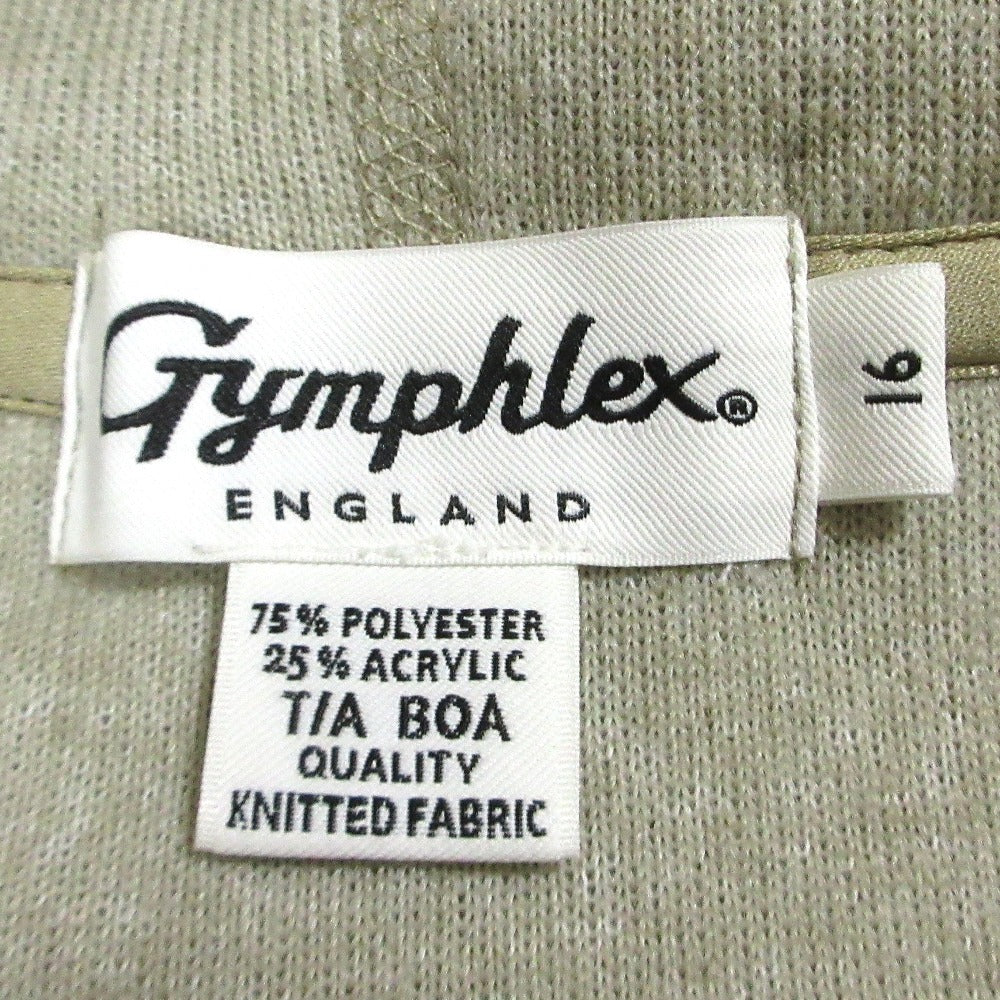 Gymphlex®
ENGLAND
16
75% POLYESTER
25% ACRYLIC
T/A BOA
QUALITY
KNITTED FABRIC